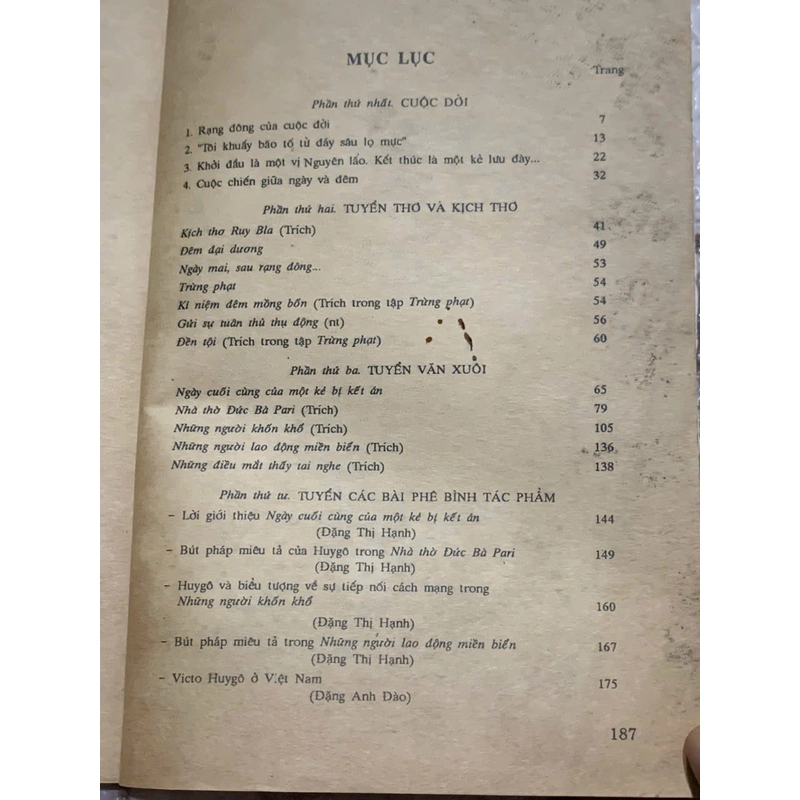 MỤC LỤC
Trang
Phần thứ nhất. CUỘC DỜI
1. Rạng đông của cuộc đời 7
2. "Tôi khuấy bão tố từ đáy sâu lọ mực" 13
3. Khởi đầu là một vị Nguyên lão. Kết thúc là một kẻ lưu đày... 22
4. Cuộc chiến giữa ngày và đêm 32
Phần thứ hai. TUYỂN THƠ VÀ KỊCH THƠ
Kịch thơ Ruy Bla (Trích) 41
Đêm đại dương 49
Ngày mai, sau rạng đông... 53
Trừng phạt 54
Kỉ niệm đêm mồng bốn (Trích trong tập Trừng phạt) 54
Gửi sự tuân thủ thụ động (nt) 56
Đền tội (Trích trong tập Trừng phạt) 60
Phần thứ ba. TUYỂN VĂN XUÔI
Ngày cuối cùng của một kẻ bị kết án 65
Nhà thờ Đức Bà Pari (Trích) 79
Những người khốn khổ (Trích) 105
Những người lao động miền biển (Trích) 136
Những điều mắt thấy tai nghe (Trích) 138
Phần thứ tư. TUYỂN CÁC BÀI PHÊ BÌNH TÁC PHẨM
– Lời giới thiệu Ngày cuối cùng của một kẻ bị kết án 144
(Đặng Thị Hạnh)
– Bút pháp miêu tả của Huygô trong Nhà thờ Đức Bà Pari 149
(Đặng Thị Hạnh)
– Huygô và biểu tượng về sự tiếp nối cách mạng trong
Những người khốn khổ 160
(Đặng Thị Hạnh)
– Bút pháp miêu tả trong Những người lao động miền biển 167
(Đặng Thị Hạnh)
– Victo Huygô ở Việt Nam 175
(Đặng Anh Đào)
187